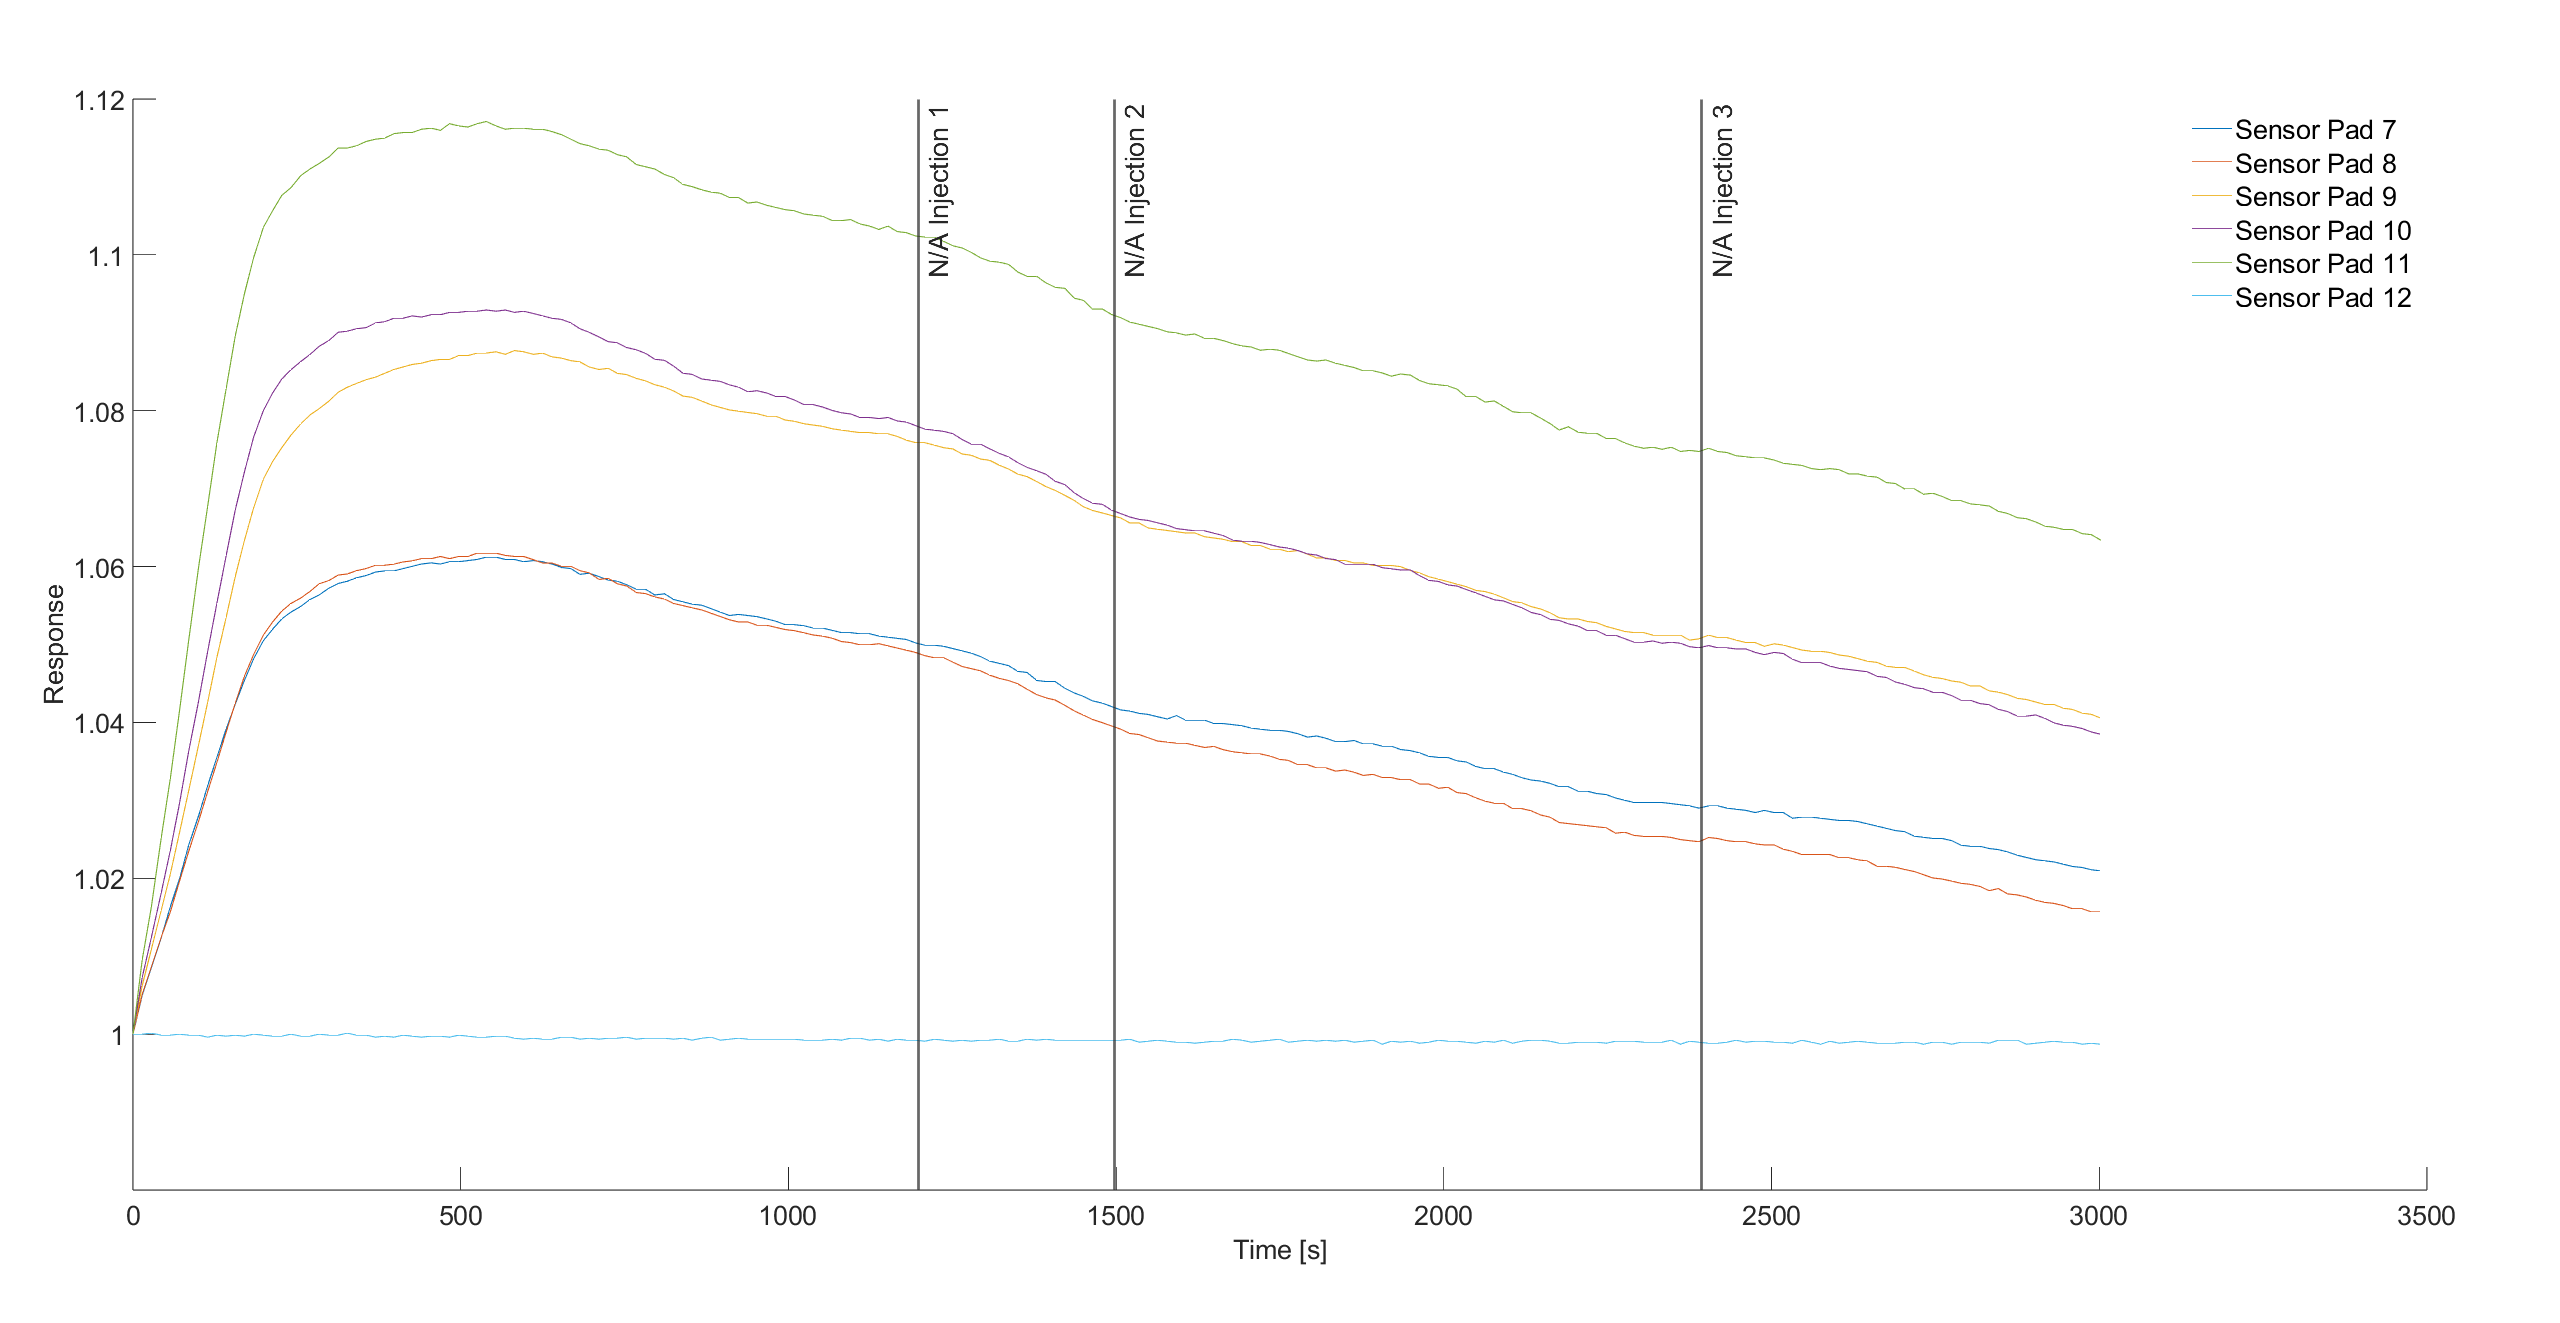 1.12
1.1
1.08
1.06
1.04
1.02
1
Response
0
500
1000
1500
2000
2500
3000
3500
Time [s]
N/A Injection 1
N/A Injection 2
N/A Injection 3
Sensor Pad 7
Sensor Pad 8
Sensor Pad 9
Sensor Pad 10
Sensor Pad 11
Sensor Pad 12